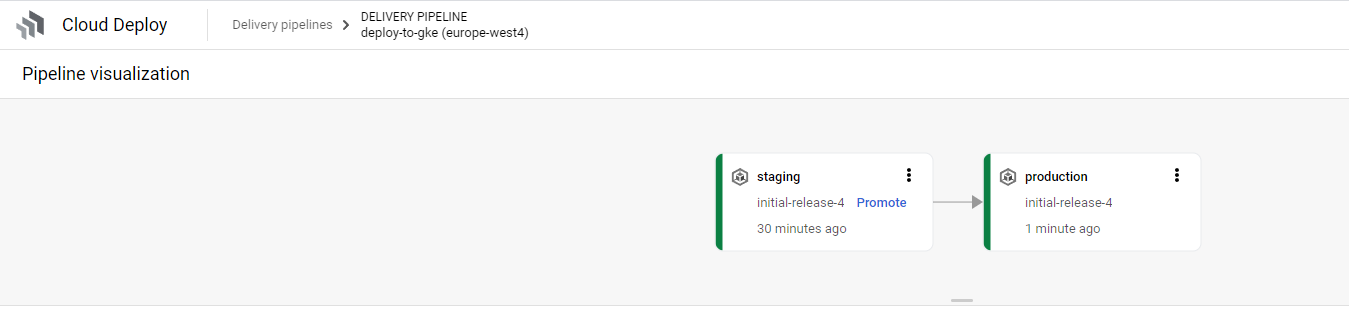 Cloud Deploy
Delivery pipelines
DELIVERY PIPELINE
deploy-to-gke (europe-west4)
Pipeline visualization
staging
initial-release-4 Promote
30 minutes ago
production
initial-release-4
1 minute ago